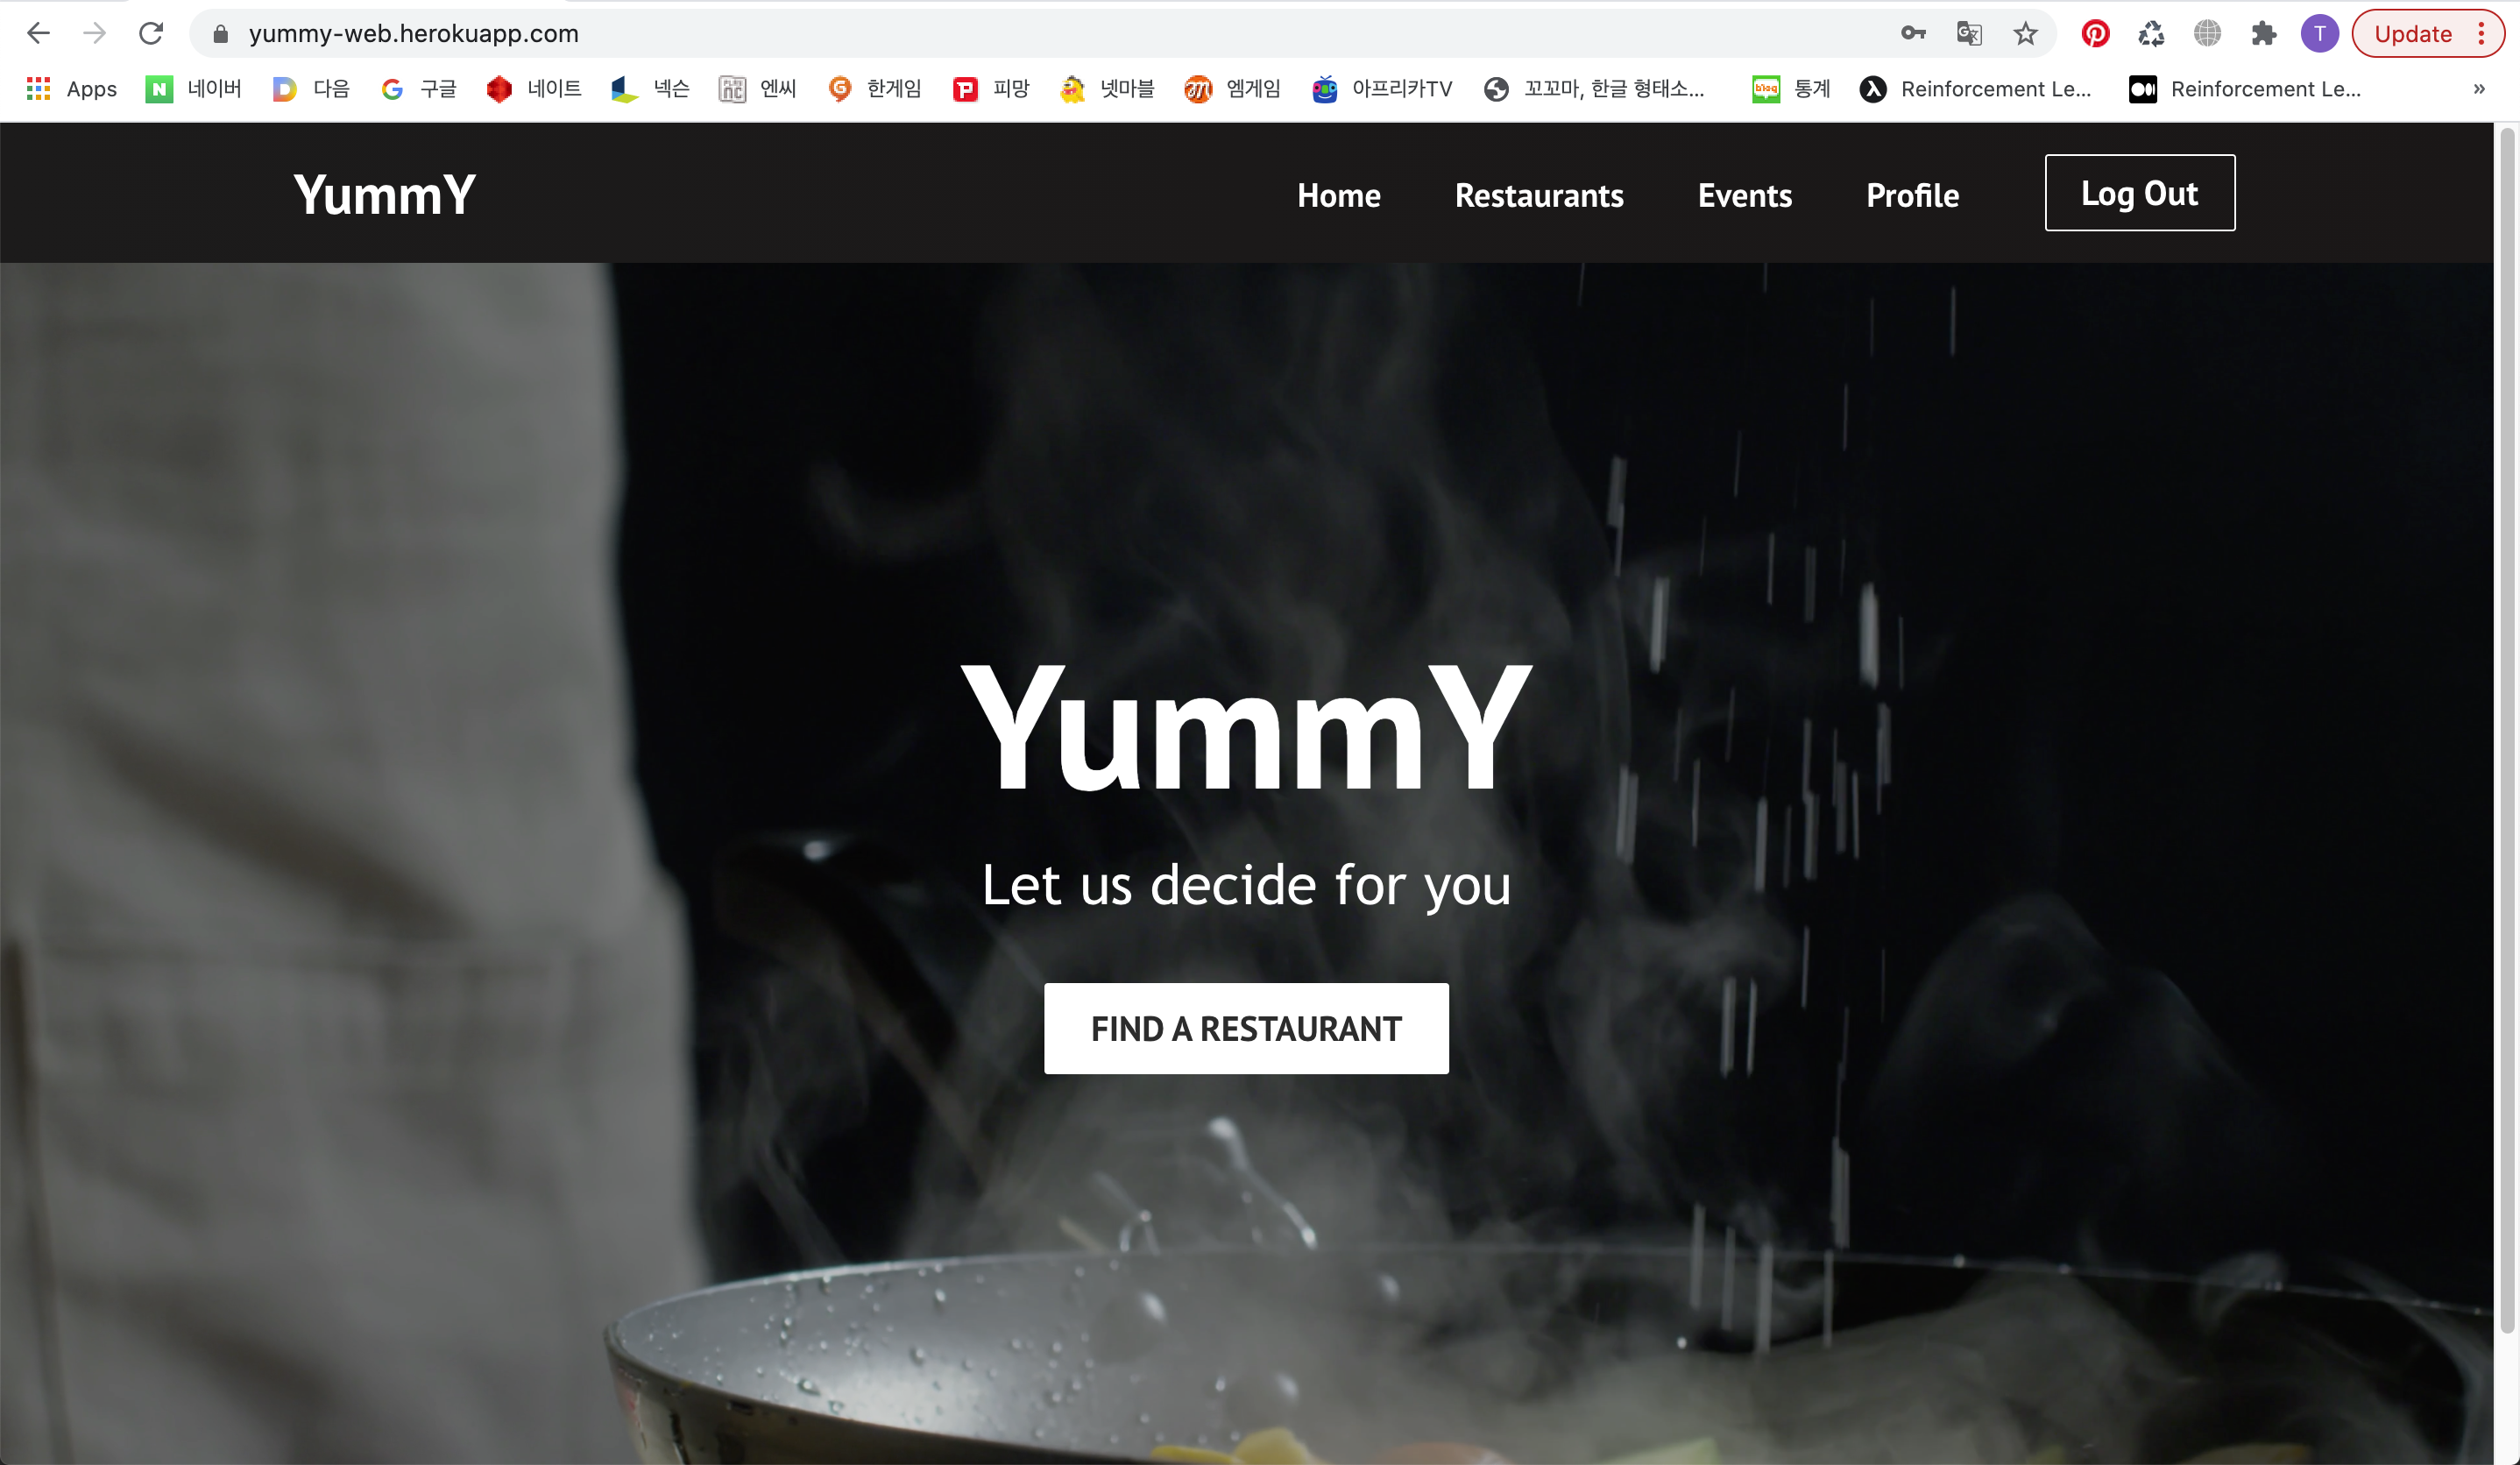 yummy-web.herokuapp.com
T
Update
Apps
네이버
다음
구글
네이트
넥슨
엔씨
한게임
피망
넷마블
엠게임
아프리카TV
꼬꼬마, 한글 형태소...
blog
통계
Reinforcement Le...
Reinforcement Le...
»
YummY
Home
Restaurants
Events
Profile
Log Out
YummY
Let us decide for you
FIND A RESTAURANT